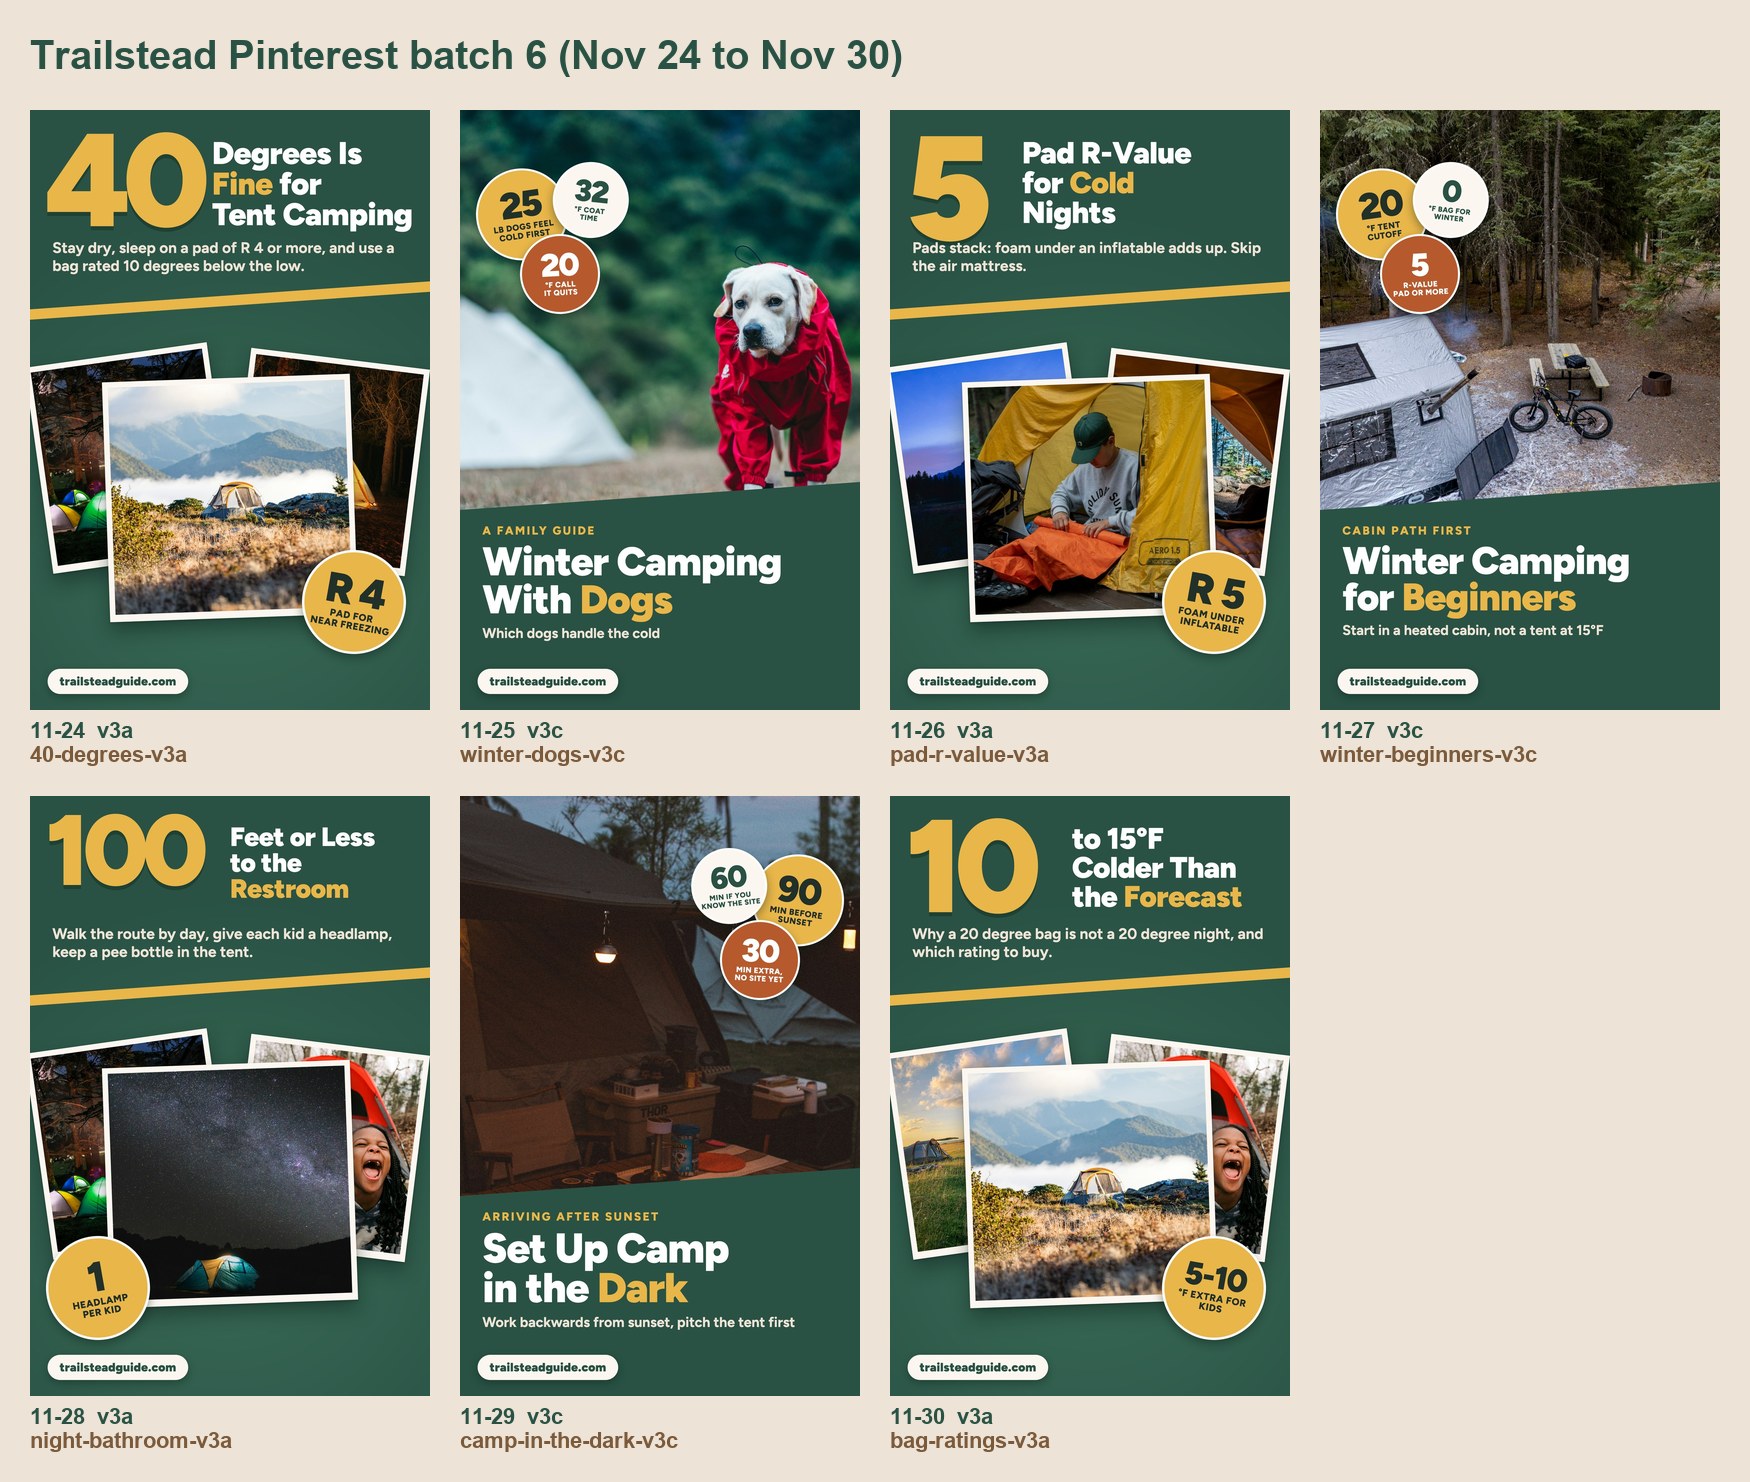 Trailstead Pinterest batch 6 (Nov 24 to Nov 30)
40
Degrees Is
Fine for
Tent Camping
Stay dry, sleep on a pad of R 4 or more, and use a
bag rated 10 degrees below the low.
R 4
PAD FOR
NEAR FREEZING
trailsteadguide.com
11-24 v3a
40-degrees-v3a
25
LB DOGS FEEL
COLD FIRST
32
°F COAT
TIME
20
°F CALL
IT QUITS
A FAMILY GUIDE
Winter Camping
With Dogs
Which dogs handle the cold
trailsteadguide.com
11-25 v3c
winter-dogs-v3c
5
Pad R-Value
for Cold
Nights
Pads stack: foam under an inflatable adds up. Skip
the air mattress.
AERO 1.5
R 5
FOAM UNDER
INFLATABLE
trailsteadguide.com
11-26 v3a
pad-r-value-v3a
20
°F TENT
CUTOFF
0
°F BAG FOR
WINTER
5
R-VALUE
PAD OR MORE
CABIN PATH FIRST
Winter Camping
for Beginners
Start in a heated cabin, not a tent at 15°F
trailsteadguide.com
11-27 v3c
winter-beginners-v3c
100
Feet or Less
to the
Restroom
Walk the route by day, give each kid a headlamp,
keep a pee bottle in the tent.
1
HEADLAMP
PER KID
trailsteadguide.com
11-28 v3a
night-bathroom-v3a
60
MIN IF YOU
KNOW THE SITE
90
MIN BEFORE
SUNSET
30
MIN EXTRA,
NO SITE YET
THOR
ARRIVING AFTER SUNSET
Set Up Camp
in the Dark
Work backwards from sunset, pitch the tent first
trailsteadguide.com
11-29 v3c
camp-in-the-dark-v3c
10
to 15°F
Colder Than
the Forecast
Why a 20 degree bag is not a 20 degree night, and
which rating to buy.
5-10
°F EXTRA FOR
KIDS
trailsteadguide.com
11-30 v3a
bag-ratings-v3a